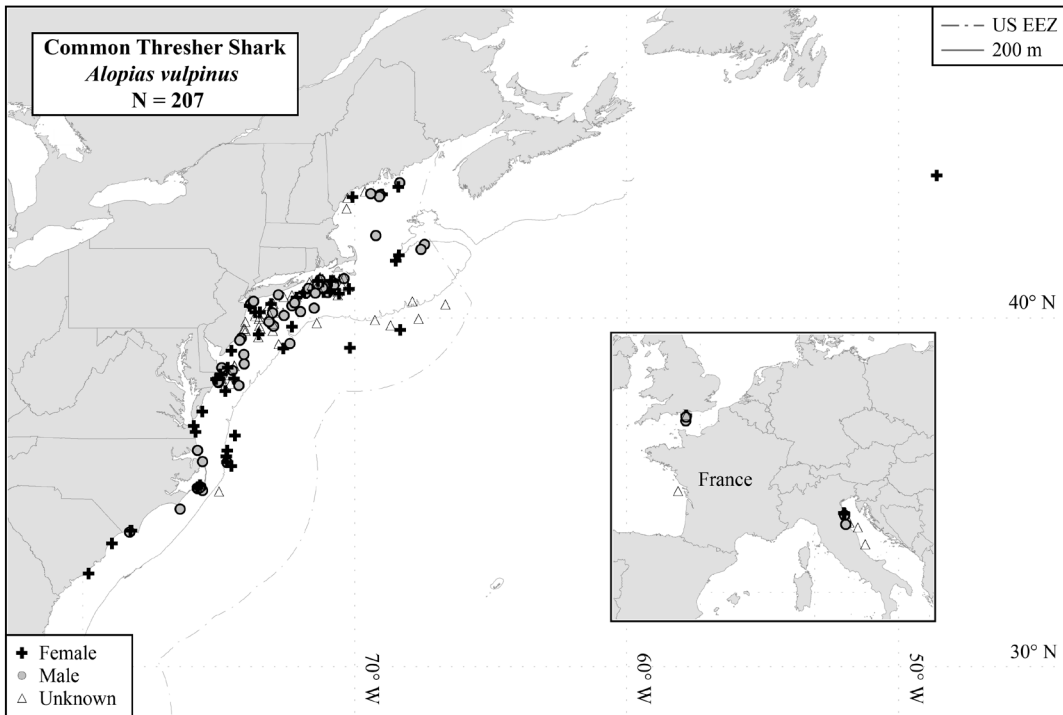 Common Thresher Shark
Alopias vulpinus
N = 207
US EEZ
200 m
40° N
France
30° N
70° W
60° W
50° W
Female
Male
Unknown